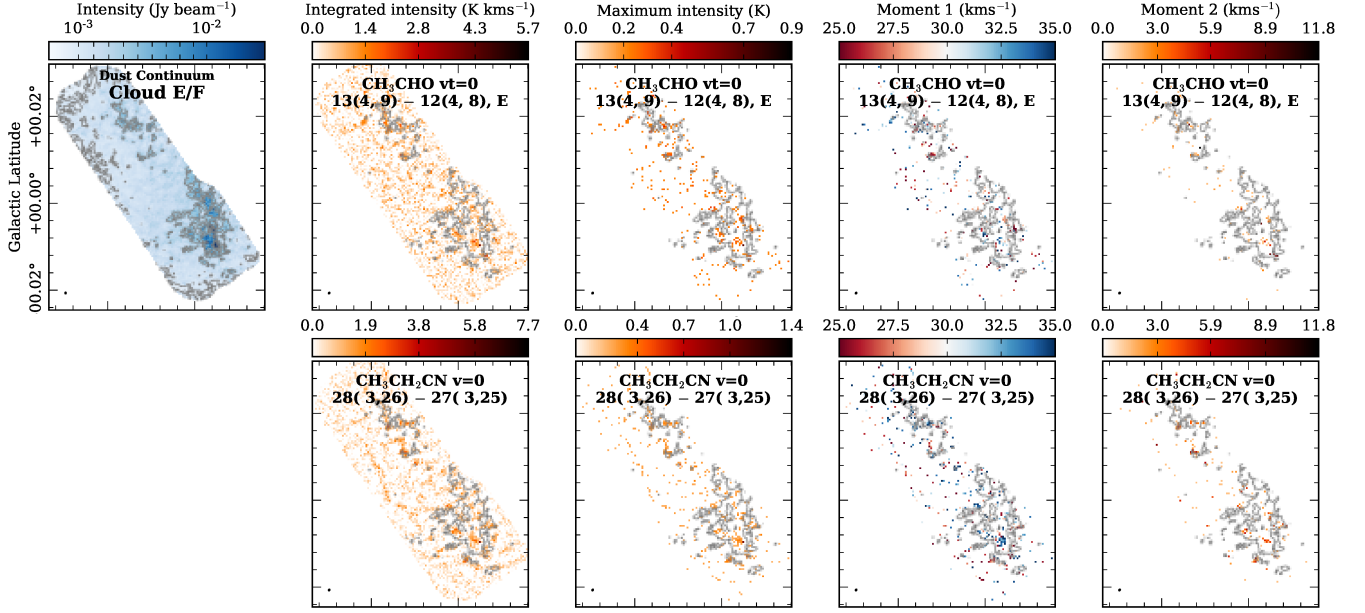 Intensity (Jy beam⁻¹)
10⁻³ 10⁻²
Integrated intensity (K kms⁻¹)
0.0 1.4 2.8 4.3 5.7
Maximum intensity (K)
0.0 0.2 0.4 0.7 0.9
Moment 1 (kms⁻¹)
25.0 27.5 30.0 32.5 35.0
Moment 2 (kms⁻¹)
0.0 3.0 5.9 8.9 11.8
Galactic Latitude
+00.02°
+00.00°
00.02°
Dust Continuum
Cloud E/F
CH₃CHO vt=0
13(4, 9) − 12(4, 8), E
CH₃CHO vt=0
13(4, 9) − 12(4, 8), E
CH₃CHO vt=0
13(4, 9) − 12(4, 8), E
CH₃CHO vt=0
13(4, 9) − 12(4, 8), E
0.0 1.9 3.8 5.8 7.7
0.0 0.4 0.7 1.0 1.4
25.0 27.5 30.0 32.5 35.0
0.0 3.0 5.9 8.9 11.8
CH₃CH₂CN v=0
28( 3,26) − 27( 3,25)
CH₃CH₂CN v=0
28( 3,26) − 27( 3,25)
CH₃CH₂CN v=0
28( 3,26) − 27( 3,25)
CH₃CH₂CN v=0
28( 3,26) − 27( 3,25)